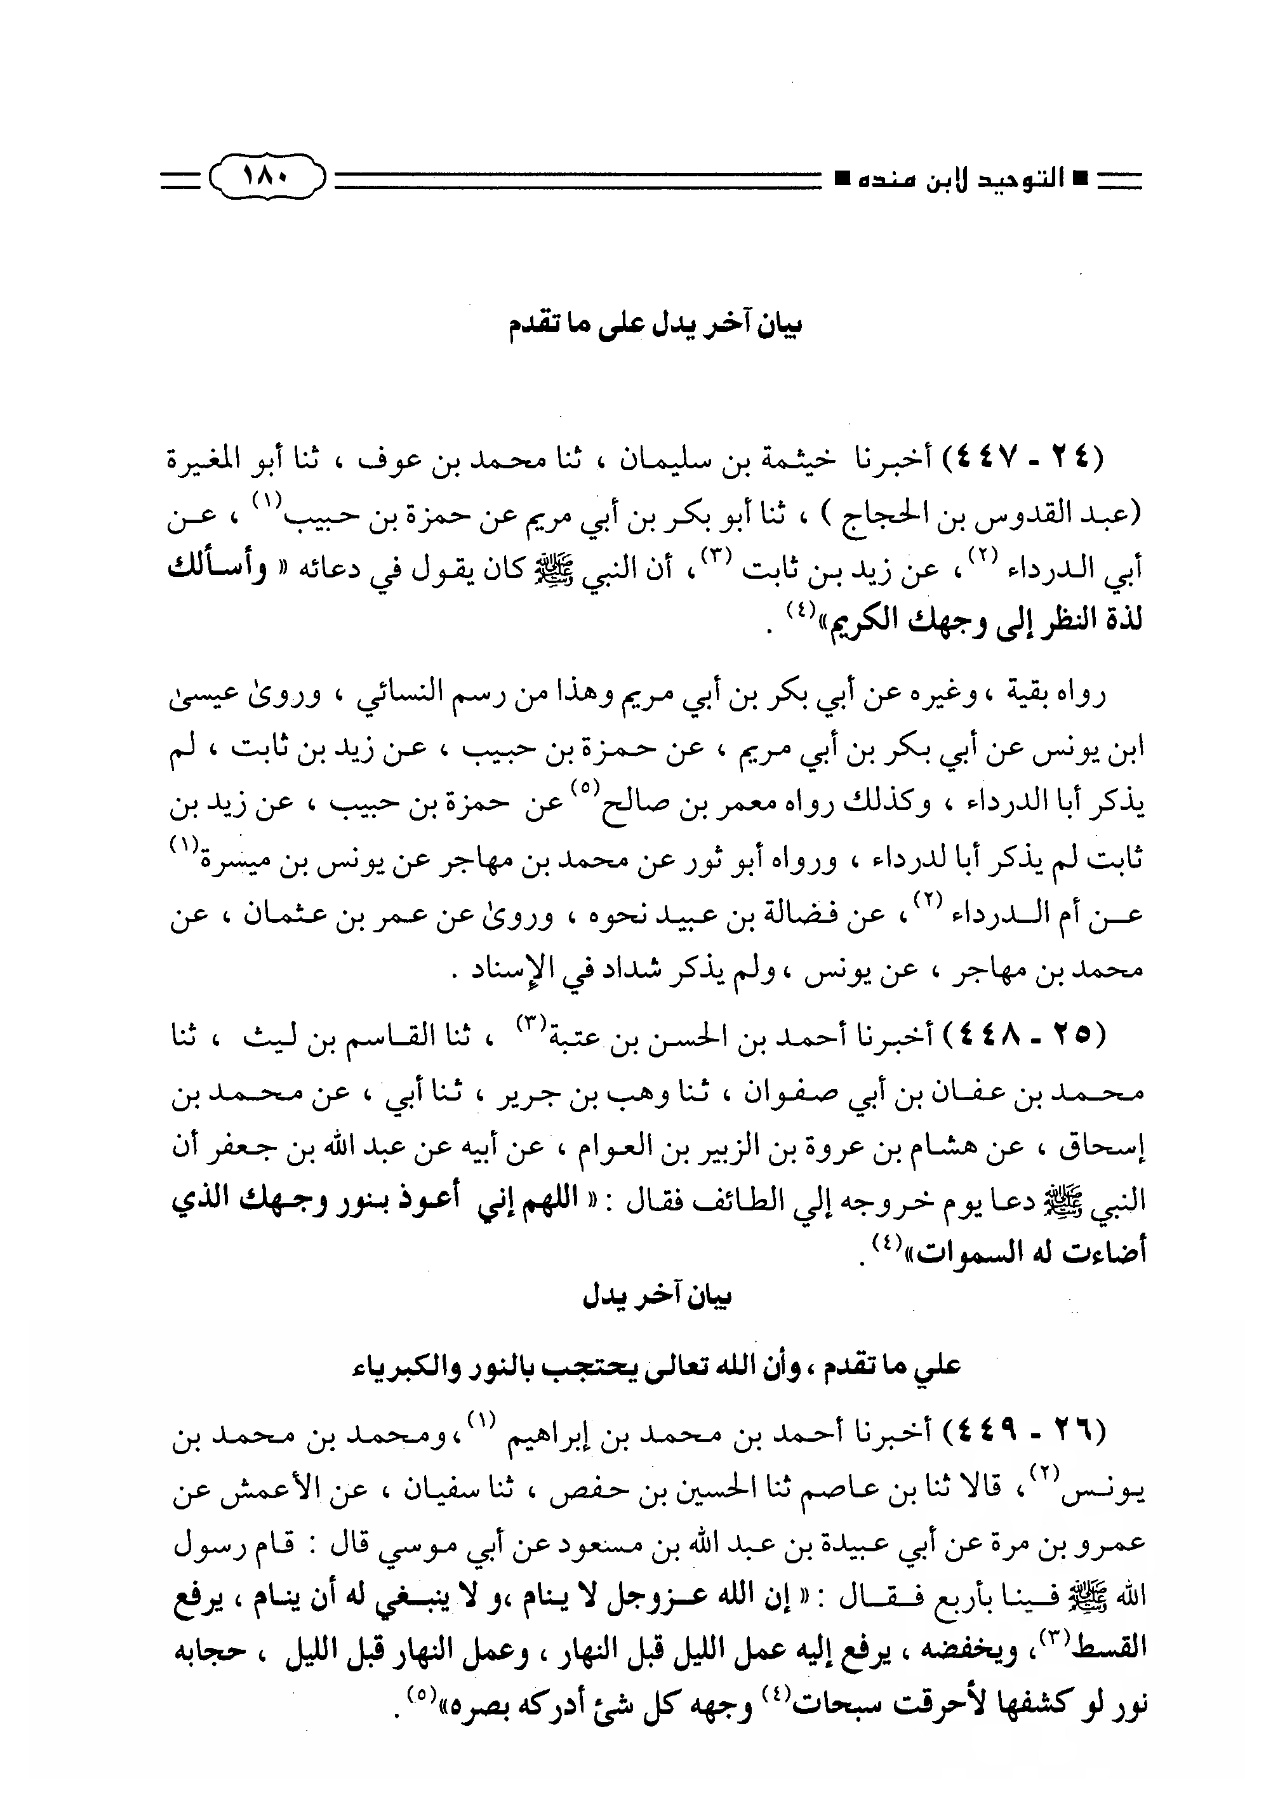 ■ التوحيد لابن منده ■ ١٨٠
بيان آخر يدل على ما تقدم
(٢٤ - ٤٤٧) أخبرنا خيثمة بن سليمان ، ثنا محمد بن عوف ، ثنا أبو المغيرة
(عبد القدوس بن الحجاج ) ، ثنا أبو بكر بن أبي مريم عن حمزة بن حبيب(١) ، عن
أبي الدرداء (٢)، عن زيد بن ثابت (٣)، أن النبي ﷺ كان يقول في دعائه « وأسألك
لذة النظر إلى وجهك الكريم»(٤) .
رواه بقية ، وغيره عن أبي بكر بن أبي مريم وهذا من رسم النسائي ، وروىٰ عيسىٰ
ابن يونس عن أبي بكر بن أبي مريم ، عن حمزة بن حبيب ، عن زيد بن ثابت ، لم
يذكر أبا الدرداء ، وكذلك رواه معمر بن صالح(٥) عن حمزة بن حبيب ، عن زيد بن
ثابت لم يذكر أبا لدرداء ، ورواه أبو ثور عن محمد بن مهاجر عن يونس بن ميسرة(١)
عن أم الدرداء (٢)، عن فضالة بن عبيد نحوه ، وروىٰ عن عمر بن عثمان ، عن
محمد بن مهاجر ، عن يونس ، ولم يذكر شداد في الإسناد .
(٢٥ - ٤٤٨) أخبرنا أحمد بن الحسن بن عتبة(٣) ، ثنا القاسم بن ليث ، ثنا
محمد بن عفان بن أبي صفوان ، ثنا وهب بن جرير ، ثنا أبي ، عن محمد بن
إسحاق ، عن هشام بن عروة بن الزبير بن العوام ، عن أبيه عن عبد الله بن جعفر أن
النبي ﷺ دعا يوم خروجه إلي الطائف فقال : « اللهم إني أعوذ بنور وجهك الذي
أضاءت له السموات»(٤).
بيان آخر يدل
علي ما تقدم ، وأن الله تعالى يحتجب بالنور والكبرياء
(٢٦ - ٤٤٩) أخبرنا أحمد بن محمد بن إبراهيم (١)، ومحمد بن محمد بن
يونس(٢)، قالا ثنا بن عاصم ثنا الحسين بن حفص ، ثنا سفيان ، عن الأعمش عن
عمرو بن مرة عن أبي عبيدة بن عبد الله بن مسعود عن أبي موسي قال : قام رسول
الله ﷺ فينا بأربع فقال : « إن الله عزوجل لا ينام ،و لا ينبغي له أن ينام ، يرفع
القسط(٣)، ويخفضه ، يرفع إليه عمل الليل قبل النهار ، وعمل النهار قبل الليل ، حجابه
نور لو كشفها لأحرقت سبحات(٤) وجهه كل شئ أدركه بصره»(٥).